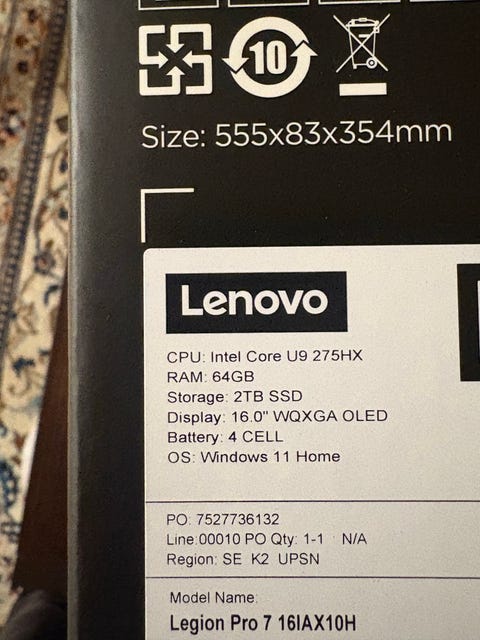 10
Size: 555x83x354mm
Lenovo
CPU: Intel Core U9 275HX
RAM: 64GB
Storage: 2TB SSD
Display: 16.0" WQXGA OLED
Battery: 4 CELL
OS: Windows 11 Home
PO: 7527736132
Line:00010 PO Qty: 1-1 N/A
Region: SE K2 UPSN
Model Name:
Legion Pro 7 16IAX10H